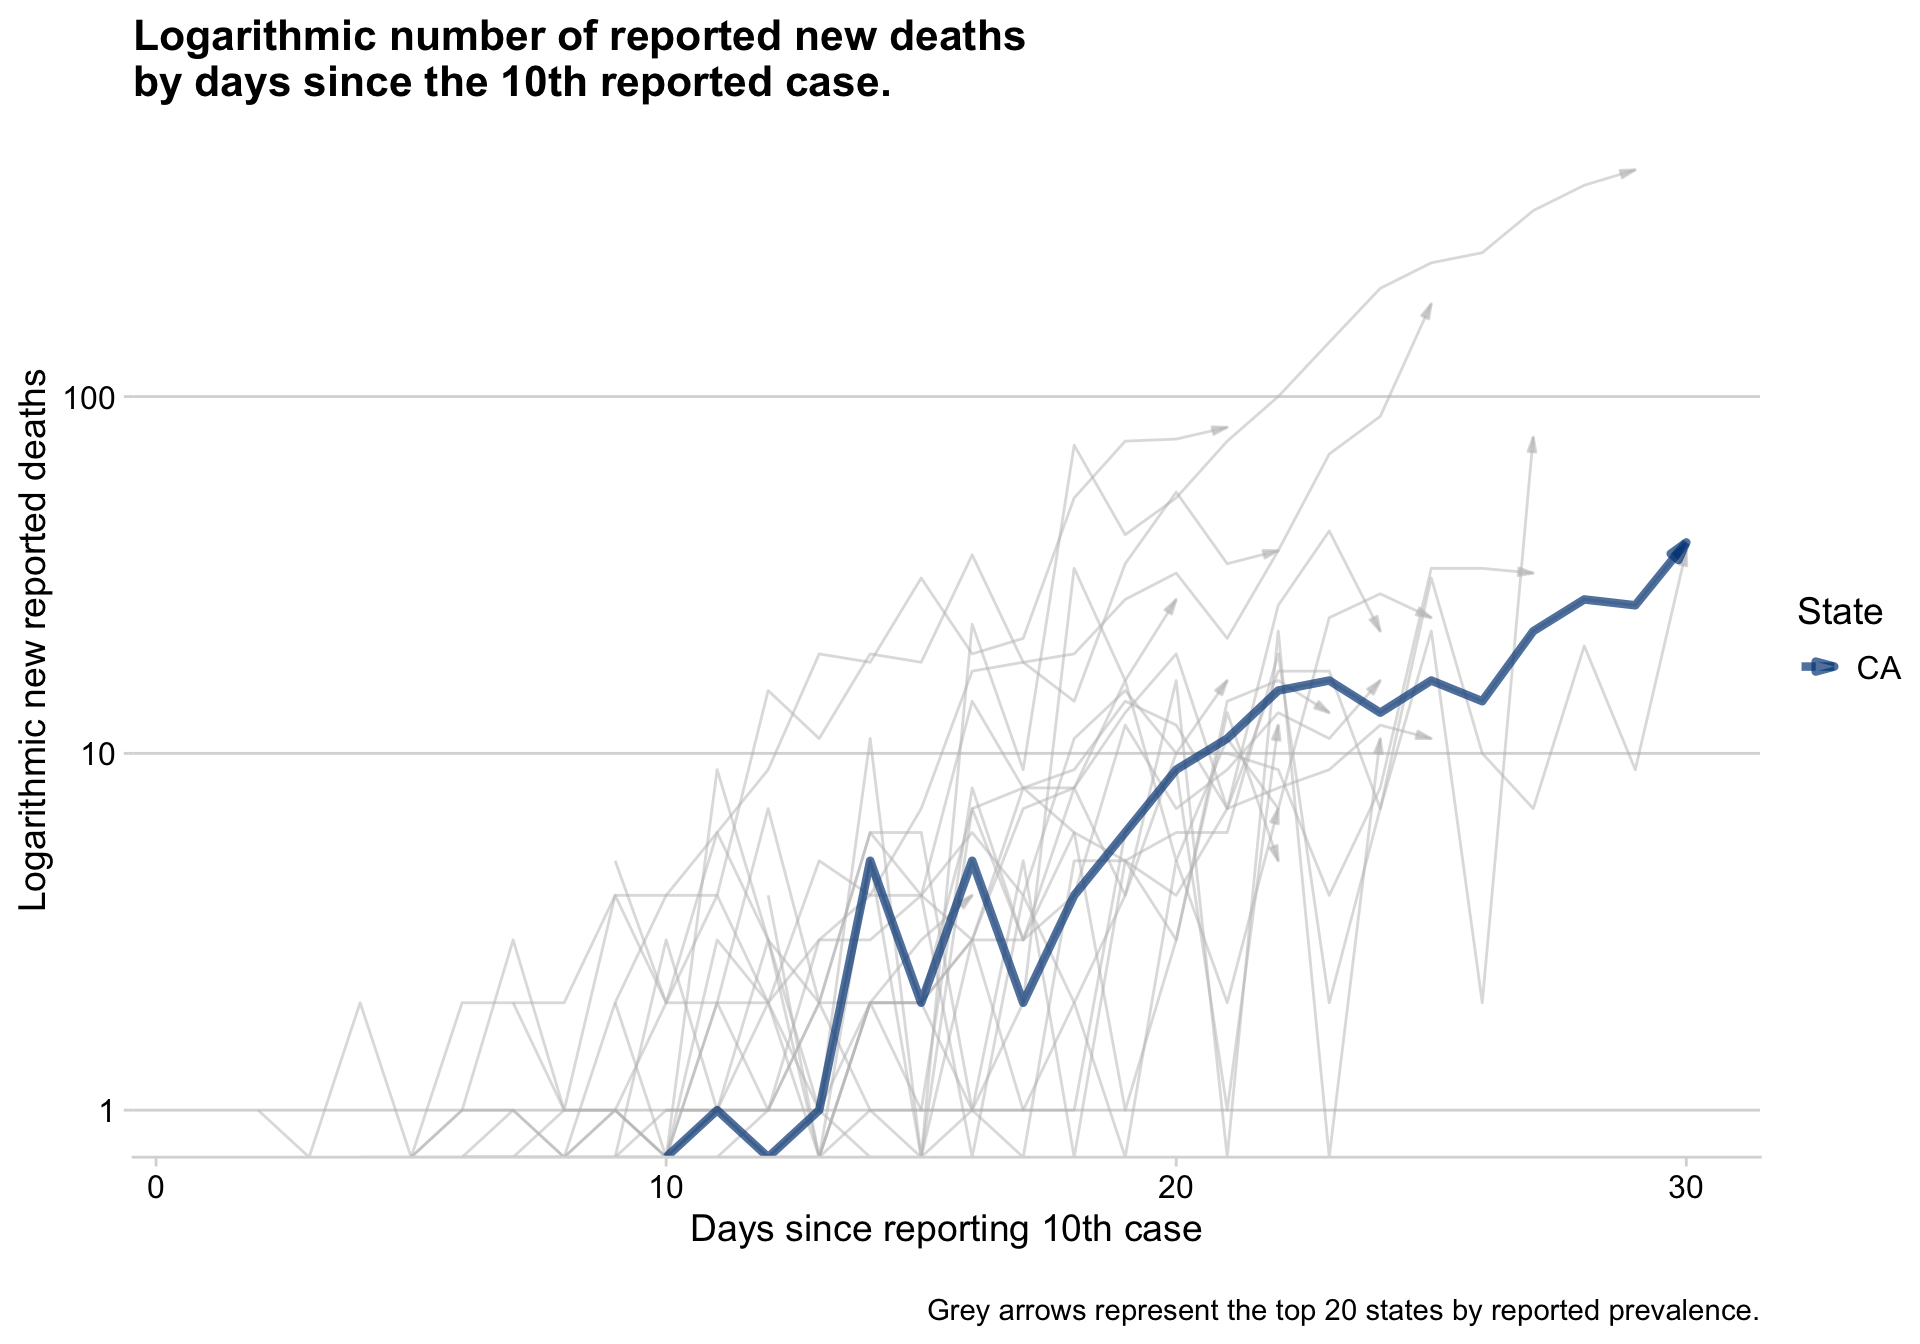 Logarithmic number of reported new deaths
by days since the 10th reported case.
Logarithmic new reported deaths
100
10
1
0
10
20
30
Days since reporting 10th case
State
CA
Grey arrows represent the top 20 states by reported prevalence.